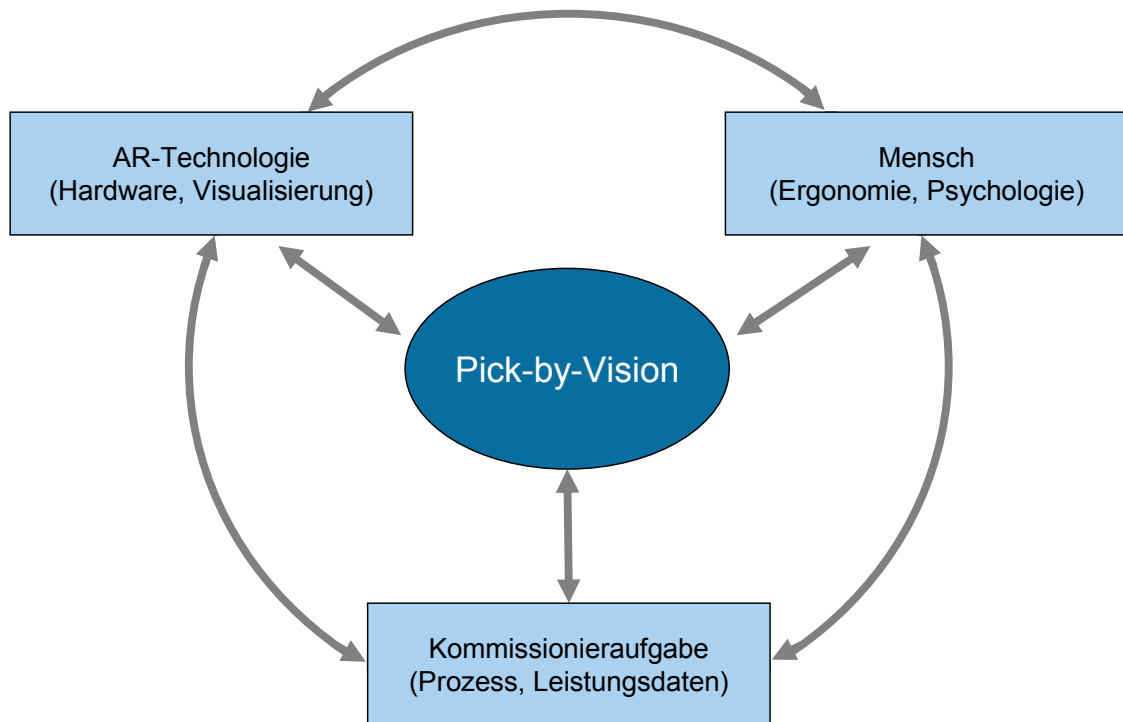 AR-Technologie
(Hardware, Visualisierung)
Mensch
(Ergonomie, Psychologie)
Pick-by-Vision
Kommissionieraufgabe
(Prozess, Leistungsdaten)